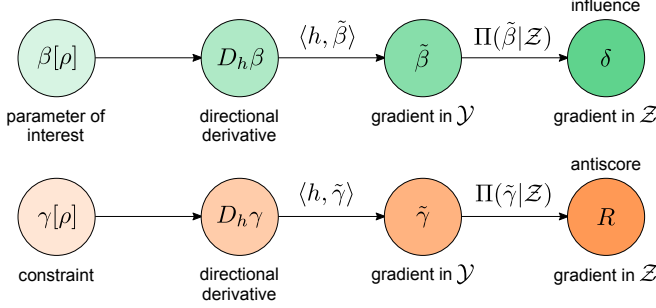 influence
⟨h, β̃⟩
Π(β̃|𝒵)
β[ρ]
D_hβ
β̃
δ
parameter of
interest
directional
derivative
gradient in 𝒴
gradient in 𝒵
antiscore
⟨h, γ̃⟩
Π(γ̃|𝒵)
γ[ρ]
D_hγ
γ̃
R
constraint
directional
derivative
gradient in 𝒴
gradient in 𝒵